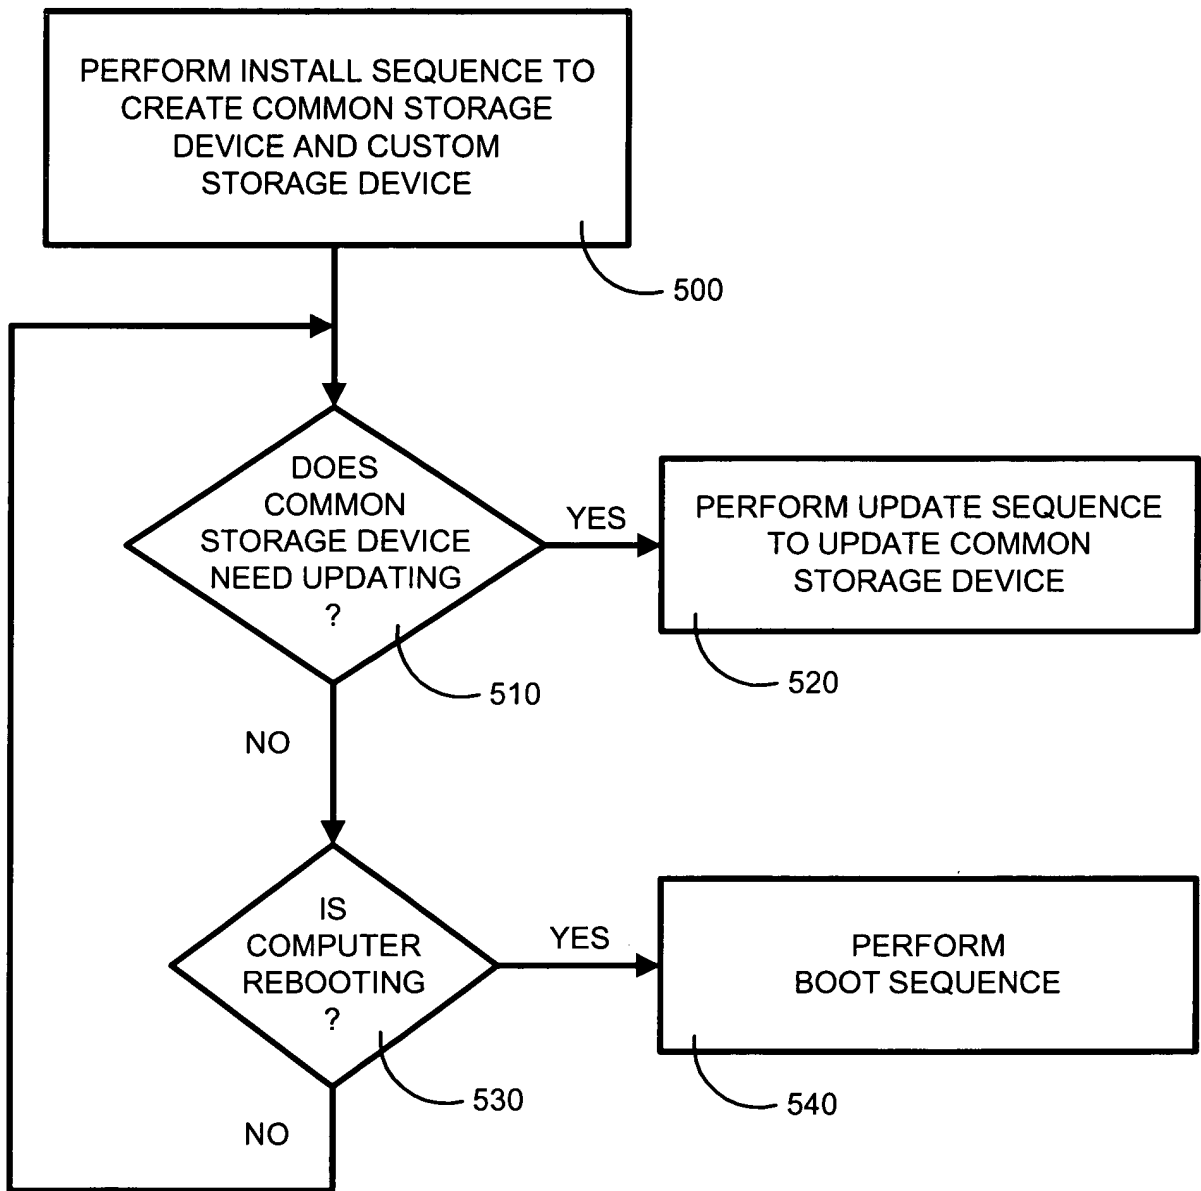 PERFORM INSTALL SEQUENCE TO
CREATE COMMON STORAGE
DEVICE AND CUSTOM
STORAGE DEVICE
500
DOES
COMMON
STORAGE DEVICE
NEED UPDATING
?
510
YES
PERFORM UPDATE SEQUENCE
TO UPDATE COMMON
STORAGE DEVICE
520
NO
IS
COMPUTER
REBOOTING
?
530
YES
PERFORM
BOOT SEQUENCE
540
NO